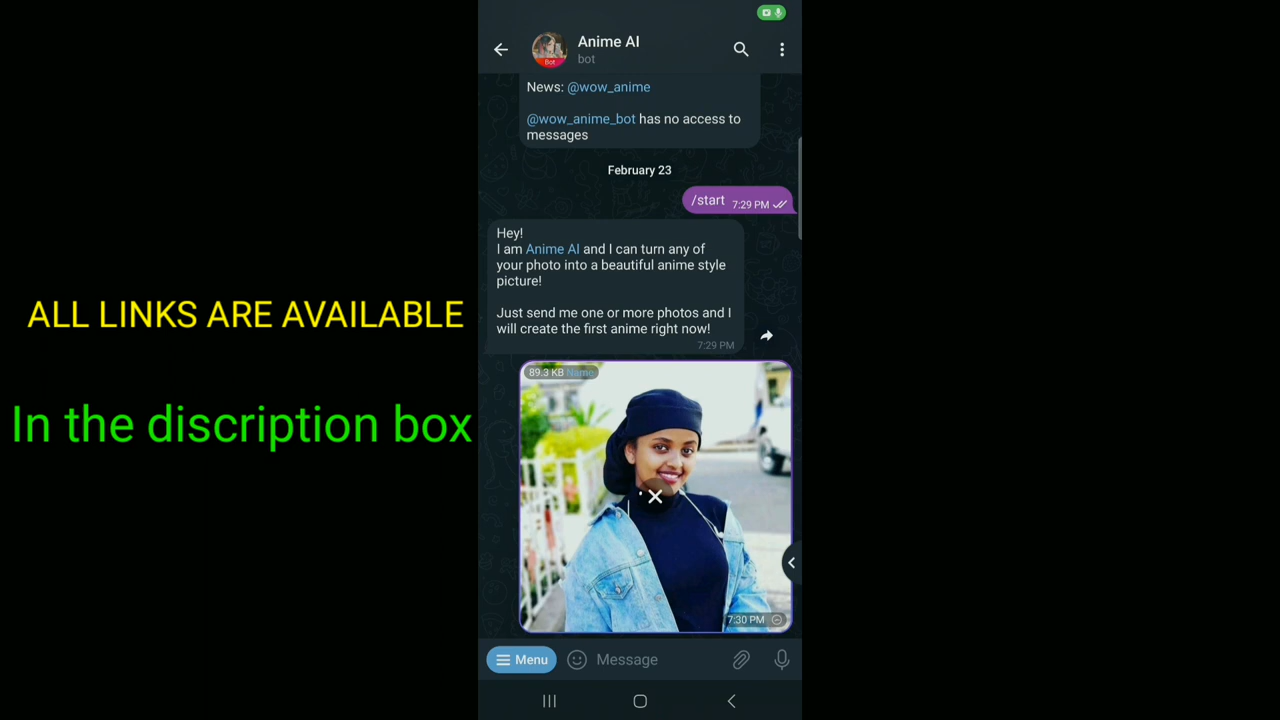 ALL LINKS ARE AVAILABLE
In the discription box
Anime AI
Bot
bot
News: @wow_anime
@wow_anime_bot has no access to
messages
February 23
/start 7:29 PM
Hey!
I am Anime AI and I can turn any of
your photo into a beautiful anime style
picture!
Just send me one or more photos and I
will create the first anime right now!
7:29 PM
89.3 KB Name
7:30 PM
Menu
Message